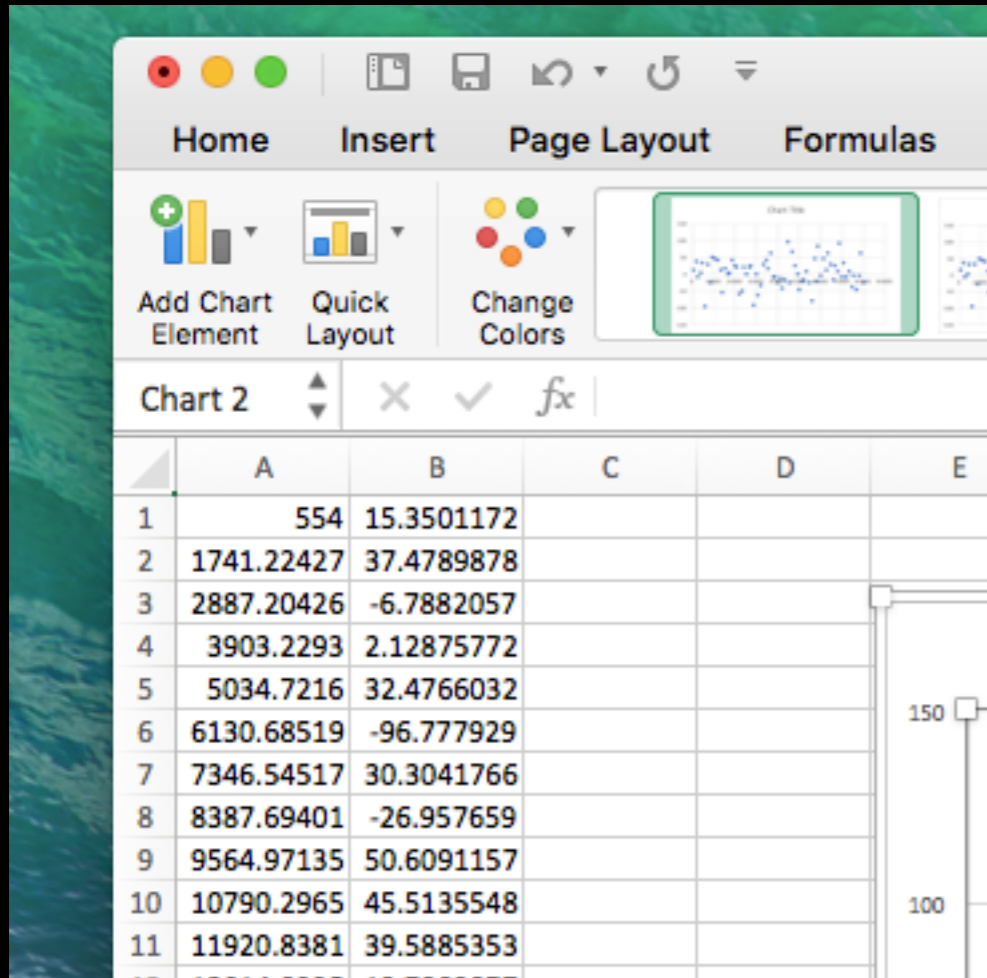 Home Insert Page Layout Formulas
Add Chart Element
Quick Layout
Change Colors
Chart Title
Chart 2 fx
A B C D E
1 554 15.3501172
2 1741.22427 37.4789878
3 2887.20426 -6.7882057
4 3903.2293 2.12875772
5 5034.7216 32.4766032
6 6130.68519 -96.777929
7 7346.54517 30.3041766
8 8387.69401 -26.957659
9 9564.97135 50.6091157
10 10790.2965 45.5135548
11 11920.8381 39.5885353
150
100